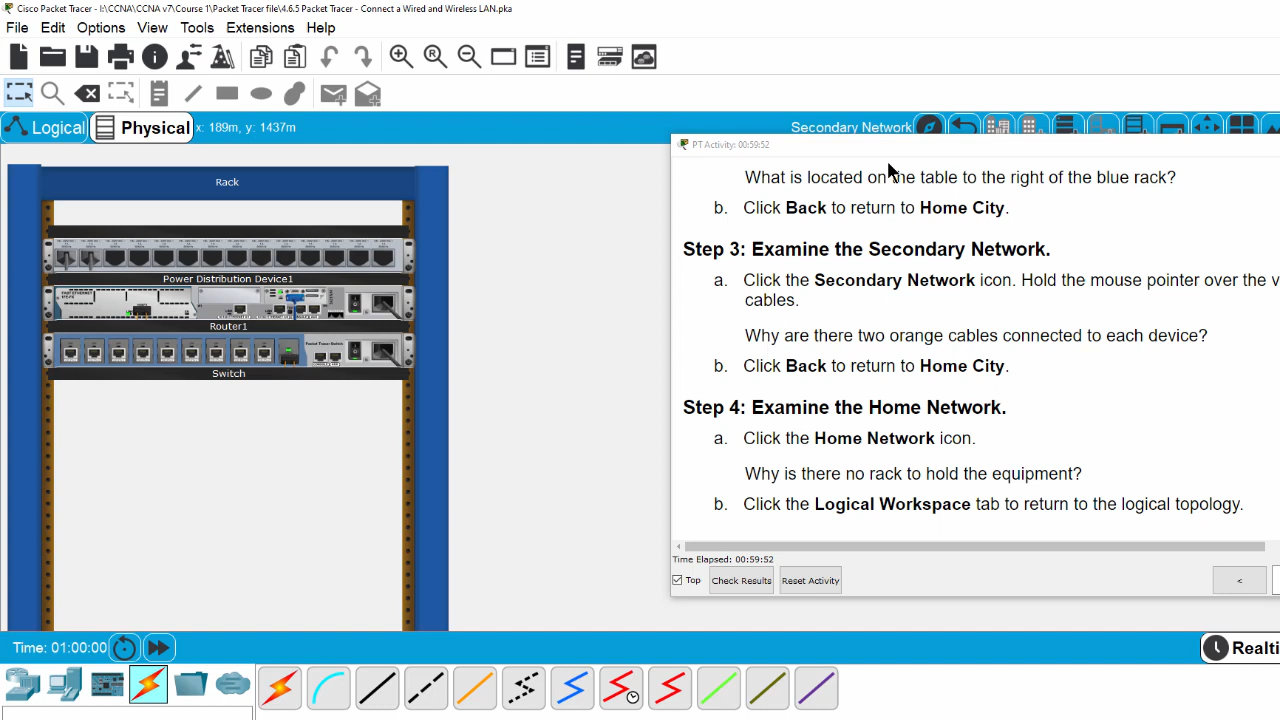 Cisco Packet Tracer - I:\CCNA\CCNA v7\Course 1\Packet Tracer file\4.6.5 Packet Tracer - Connect a Wired and Wireless LAN.pka
File Edit Options View Tools Extensions Help
Logical Physical x: 189m, y: 1437m Secondary Network
PT Activity: 00:59:52
Rack
What is located on the table to the right of the blue rack?
b. Click Back to return to Home City.
Step 3: Examine the Secondary Network.
a. Click the Secondary Network icon. Hold the mouse pointer over the v
cables.
Why are there two orange cables connected to each device?
b. Click Back to return to Home City.
Step 4: Examine the Home Network.
a. Click the Home Network icon.
Why is there no rack to hold the equipment?
b. Click the Logical Workspace tab to return to the logical topology.
Power Distribution Device1
Router1
Packet Tracer Switch
Switch
Time Elapsed: 00:59:52
Top Check Results Reset Activity <
Time: 01:00:00 Realti